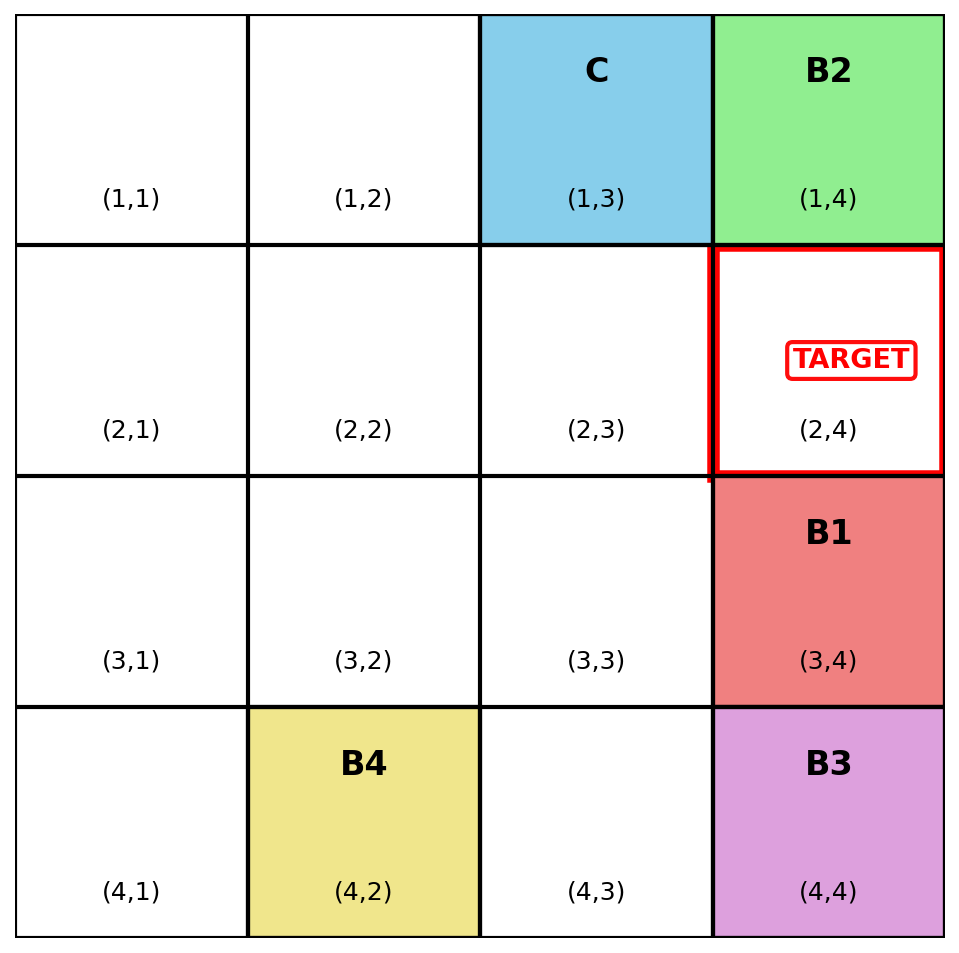 C B2
(1,1) (1,2) (1,3) (1,4)
TARGET
(2,1) (2,2) (2,3) (2,4)
B1
(3,1) (3,2) (3,3) (3,4)
B4 B3
(4,1) (4,2) (4,3) (4,4)